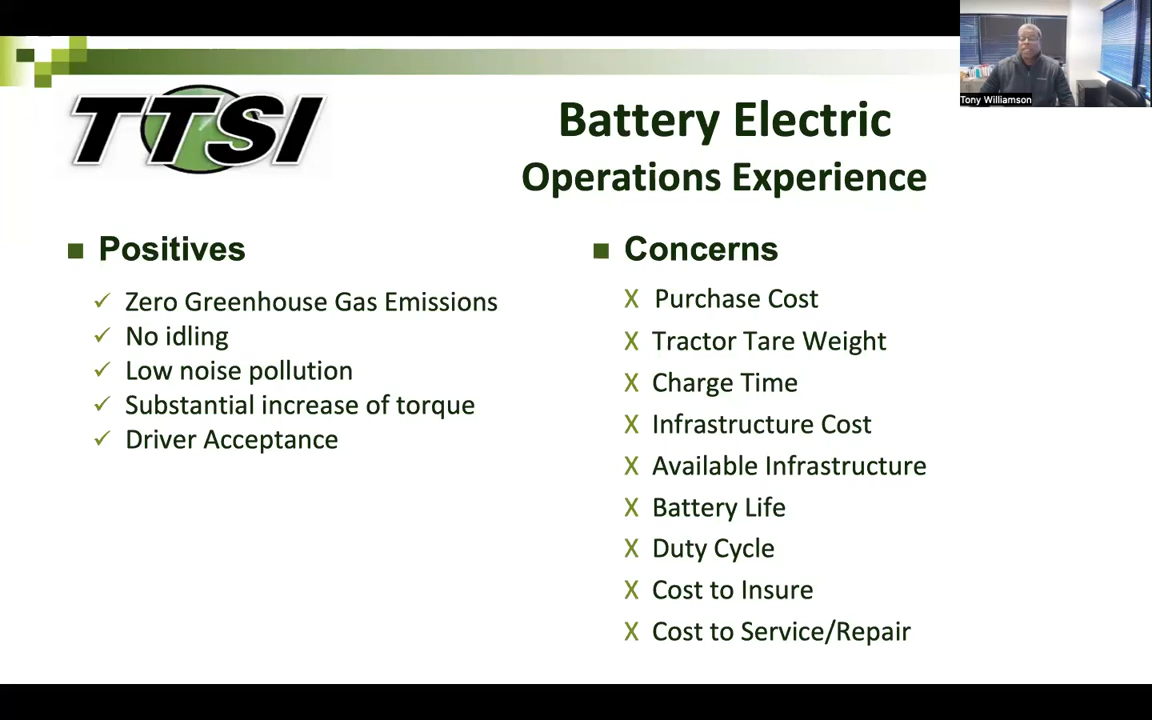 Tony Williamson
TTSI
Battery Electric
Operations Experience
Positives
Zero Greenhouse Gas Emissions
No idling
Low noise pollution
Substantial increase of torque
Driver Acceptance
Concerns
X Purchase Cost
X Tractor Tare Weight
X Charge Time
X Infrastructure Cost
X Available Infrastructure
X Battery Life
X Duty Cycle
X Cost to Insure
X Cost to Service/Repair